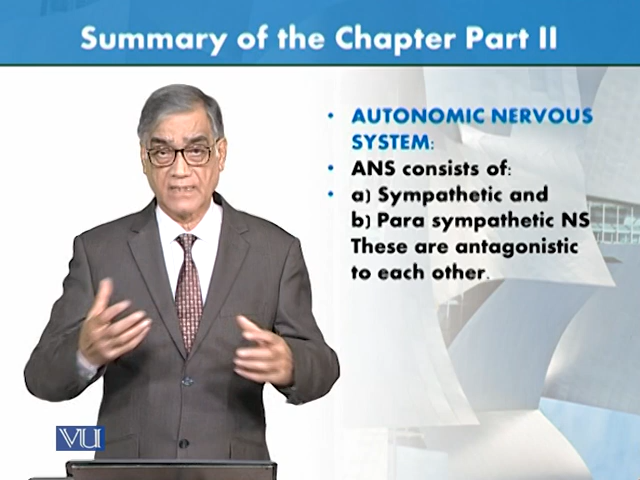 Summary of the Chapter Part II
• AUTONOMIC NERVOUS
SYSTEM:
• ANS consists of:
• a) Sympathetic and
b) Para sympathetic NS
These are antagonistic
to each other.
VU